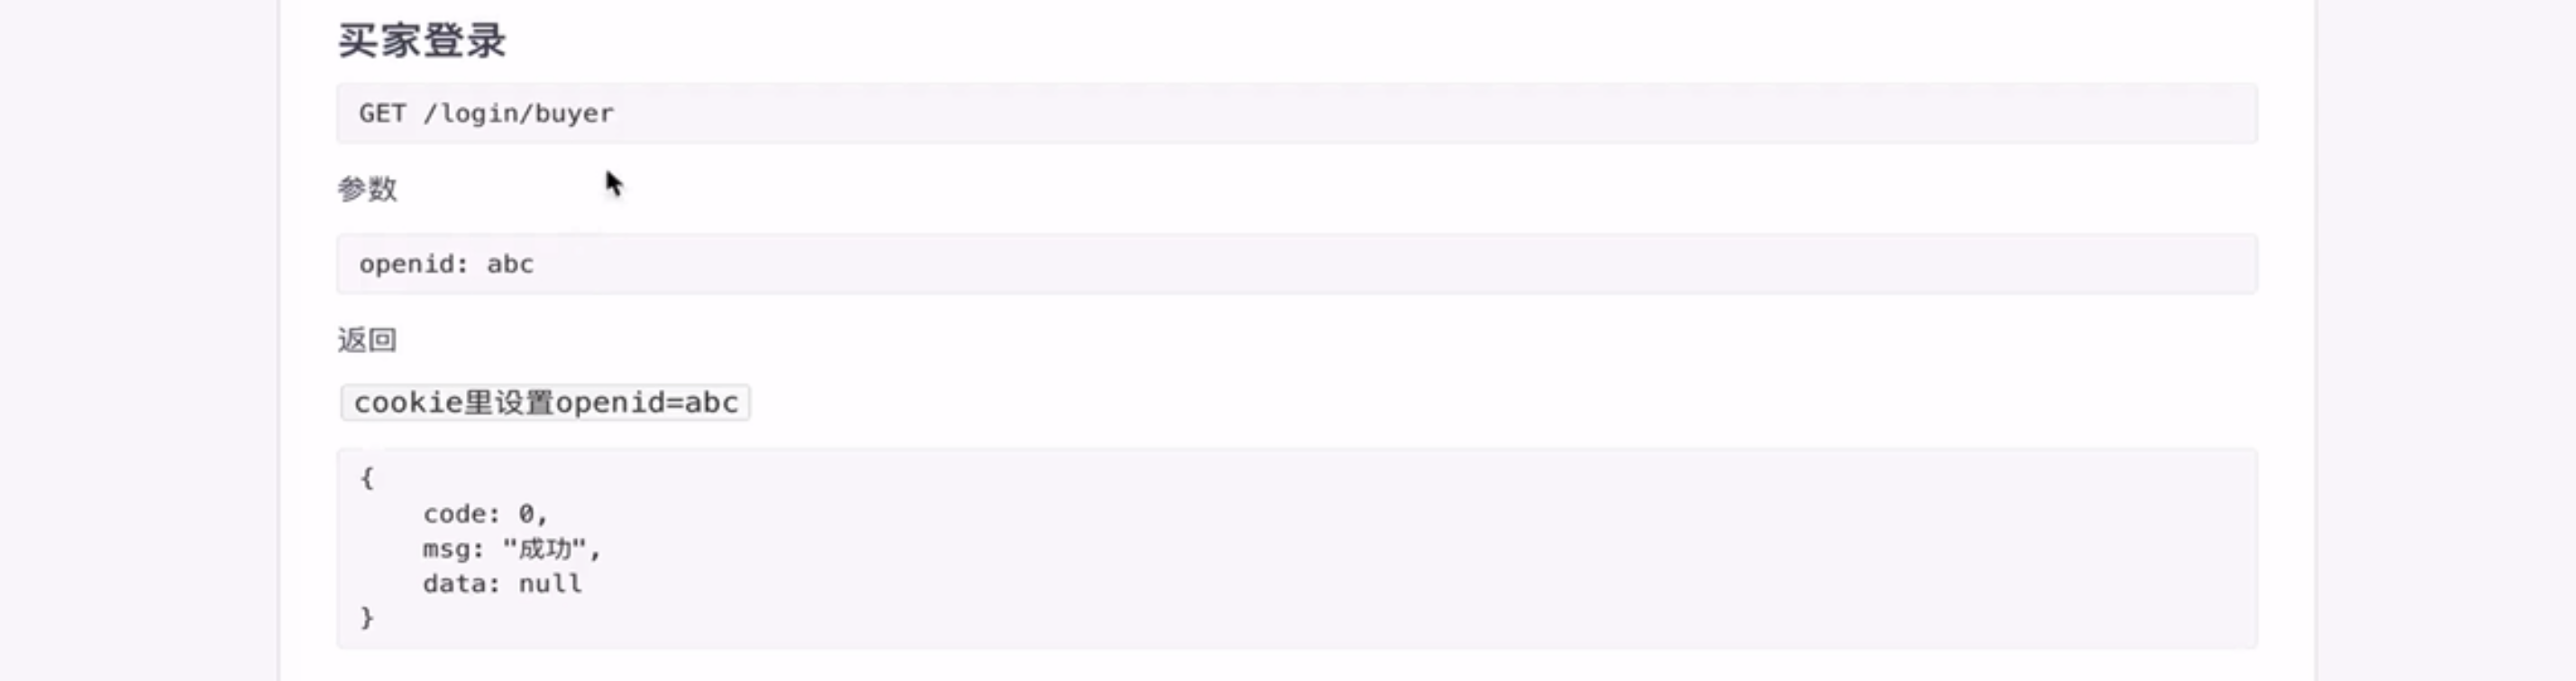 买家登录
GET /login/buyer
参数
openid: abc
返回
cookie里设置openid=abc
{
    code: 0,
    msg: "成功",
    data: null
}